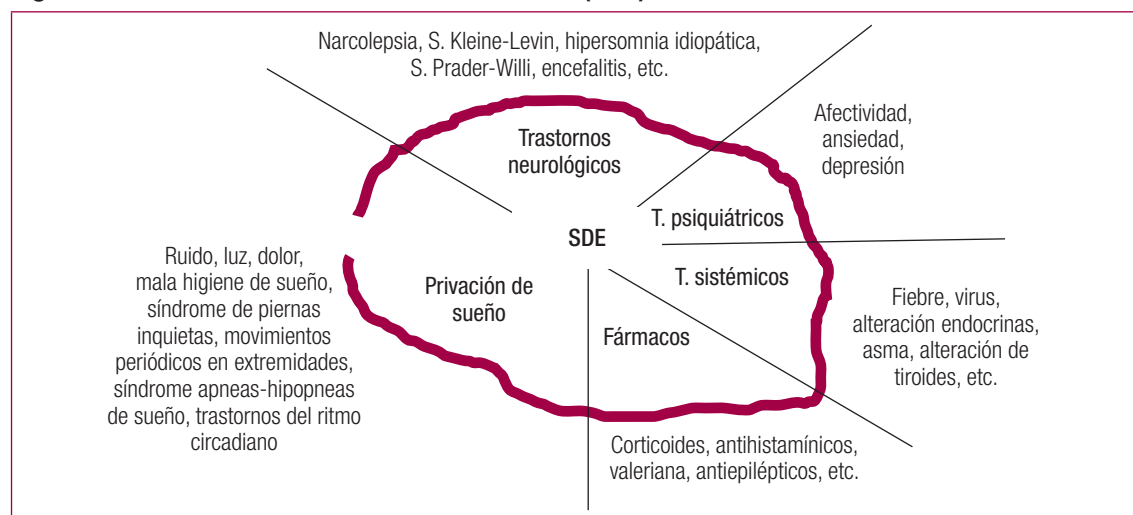 Narcolepsia, S. Kleine-Levin, hipersomnia idiopática,
S. Prader-Willi, encefalitis, etc.
Afectividad,
ansiedad,
depresión
Trastornos
neurológicos
T. psiquiátricos
SDE
T. sistémicos
Privación de
sueño
Fármacos
Ruido, luz, dolor,
mala higiene de sueño,
síndrome de piernas
inquietas, movimientos
periódicos en extremidades,
síndrome apneas-hipopneas
de sueño, trastornos del ritmo
circadiano
Fiebre, virus,
alteración endocrinas,
asma, alteración de
tiroides, etc.
Corticoides, antihistamínicos,
valeriana, antiepilépticos, etc.